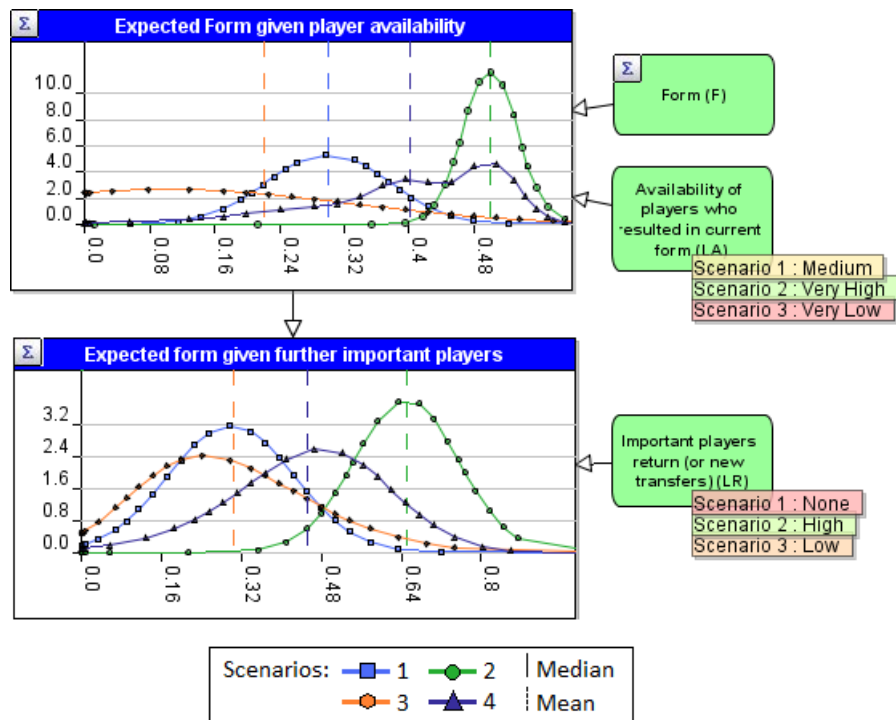 Σ
Expected Form given player availability
10.0
8.0
6.0
4.0
2.0
0.0
0.0
0.08
0.16
0.24
0.32
0.4
0.48
Σ
Form (F)
Availability of
players who
resulted in current
form (LA)
Scenario 1 : Medium
Scenario 2 : Very High
Scenario 3 : Very Low
Σ
Expected form given further important players
3.2
2.4
1.6
0.8
0.0
0.0
0.16
0.32
0.48
0.64
0.8
Important players
return (or new
transfers) (LR)
Scenario 1 : None
Scenario 2 : High
Scenario 3 : Low
Scenarios: 1 2 Median
3 4 Mean